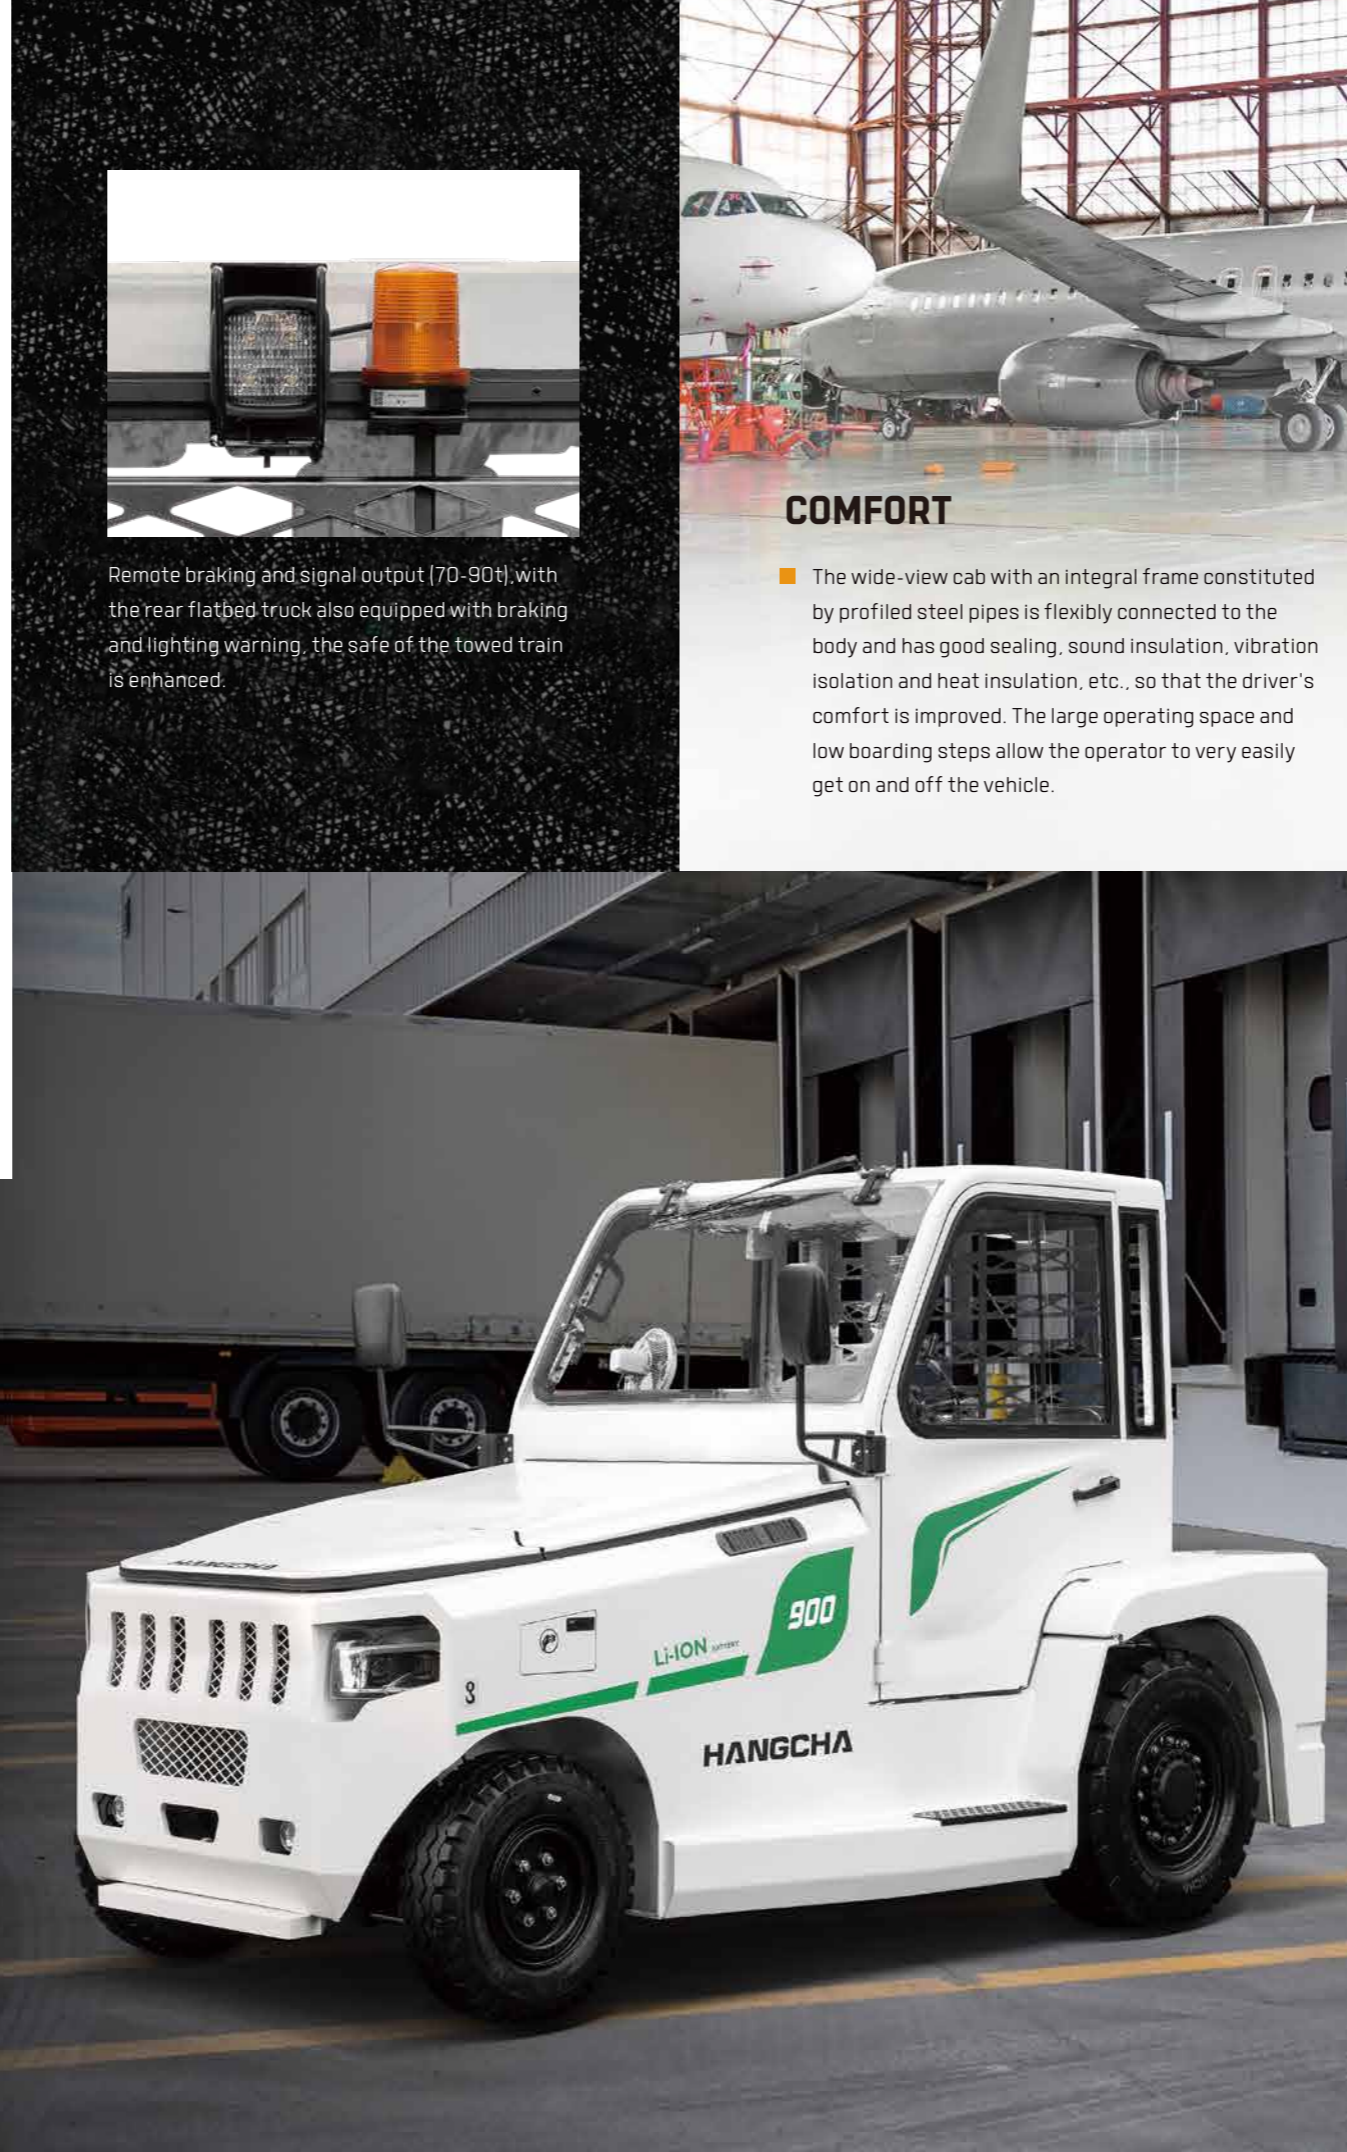 Remote braking and signal output (70-90t),with
the rear flatbed truck also equipped with braking
and lighting warning, the safe of the towed train
is enhanced.
COMFORT
The wide-view cab with an integral frame constituted
by profiled steel pipes is flexibly connected to the
body and has good sealing, sound insulation, vibration
isolation and heat insulation, etc., so that the driver's
comfort is improved. The large operating space and
low boarding steps allow the operator to very easily
get on and off the vehicle.
HANGCHA
900
Li-ION BATTERY
HANGCHA